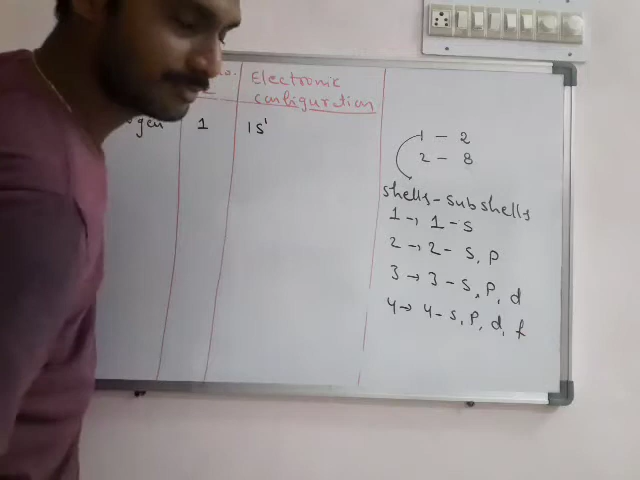 Electronic
configuration
1 1s¹
1 - 2
2 - 8
shells - subshells
1 → 1 - s
2 → 2 - s, p
3 → 3 - s, p, d
4 → 4 - s, p, d, f